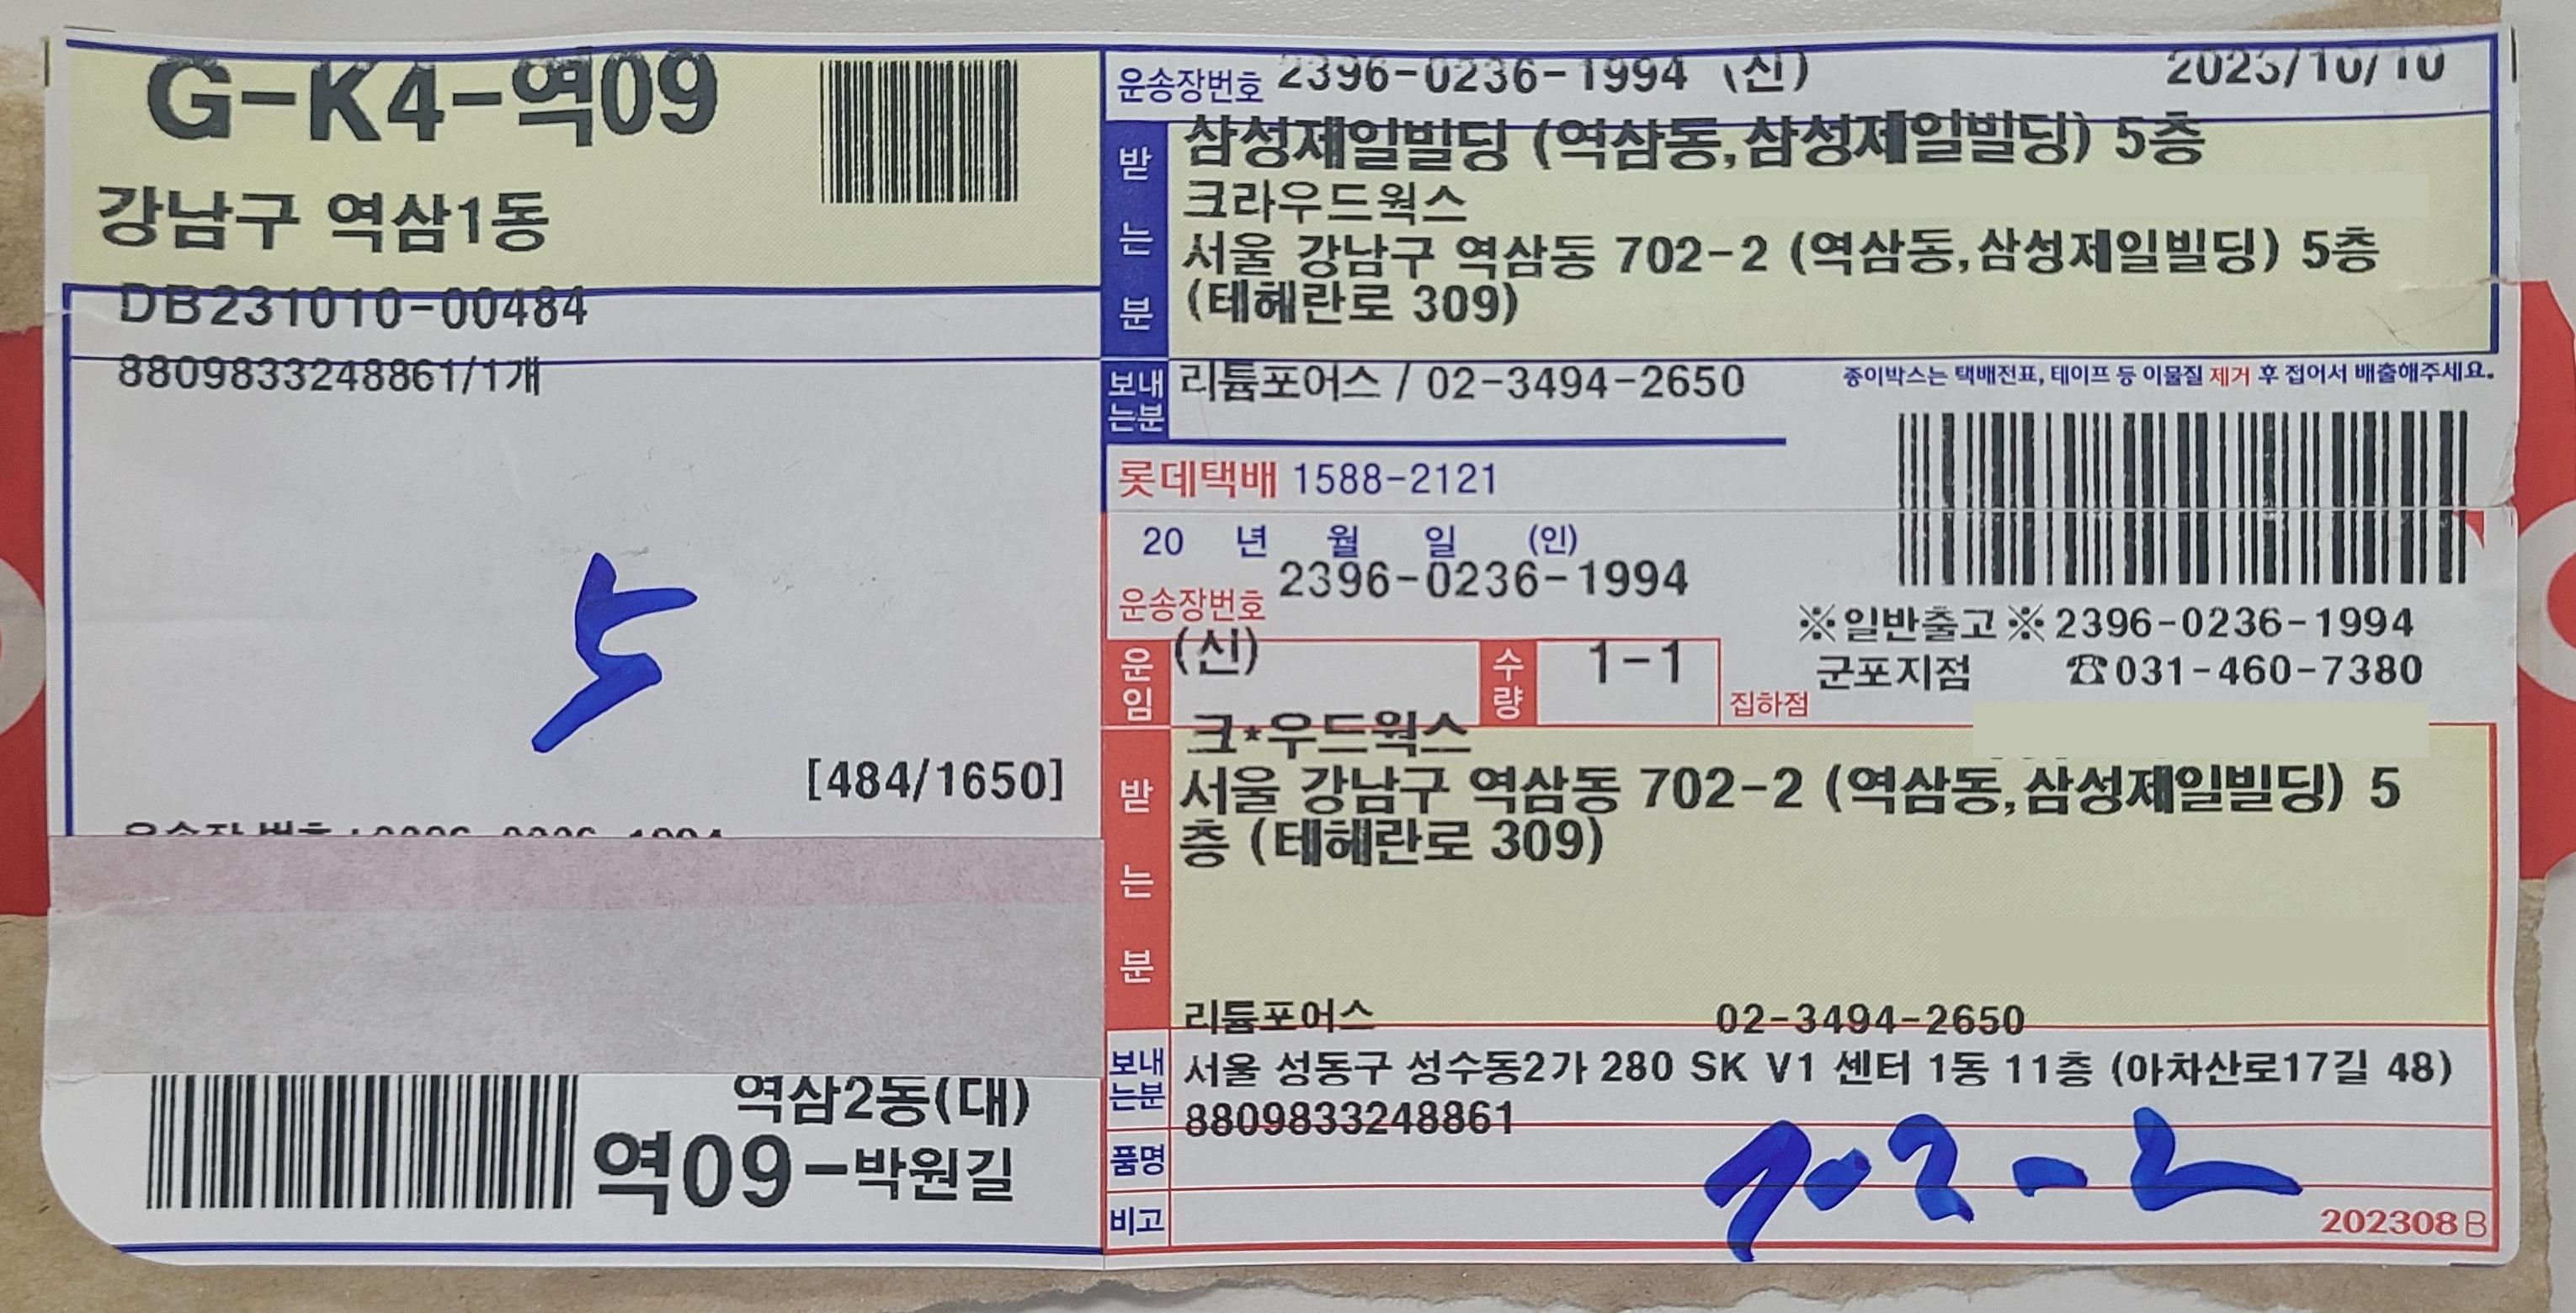 G-K4-역09
강남구 역삼1동
DB231010-00484
8809833248861/1개
5
[484/1650]
운송장 번호 : 2396-0236-1994
역삼2동(대)
역09-박원길
운송장번호 2396-0236-1994 (신) 2023/10/10
받는분
삼성제일빌딩 (역삼동,삼성제일빌딩) 5층
크라우드웍스
서울 강남구 역삼동 702-2 (역삼동,삼성제일빌딩) 5층
(테헤란로 309)
보내는분 리튬포어스 / 02-3494-2650
종이박스는 택배전표, 테이프 등 이물질 제거 후 접어서 배출해주세요.
롯데택배 1588-2121
20 년 월 일 (인)
운송장번호 2396-0236-1994
(신)
운임
수량 1-1
※일반출고※2396-0236-1994
집하점 군포지점 ☎031-460-7380
받는분
크*우드웍스
서울 강남구 역삼동 702-2 (역삼동,삼성제일빌딩) 5
층 (테헤란로 309)
리튬포어스 02-3494-2650
보내는분
서울 성동구 성수동2가 280 SK V1 센터 1동 11층 (아차산로17길 48)
8809833248861
품명
702-2
비고
202308B